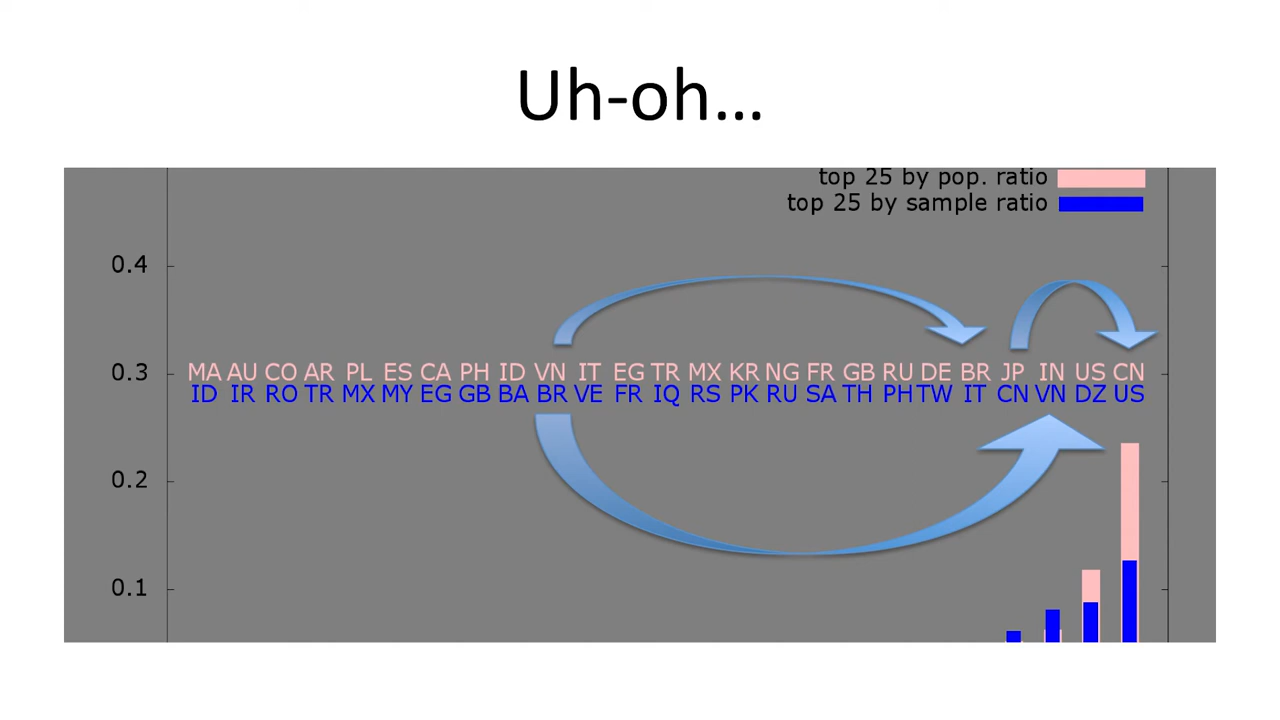 Uh-oh...
top 25 by pop. ratio
top 25 by sample ratio
0.4
0.3
MA AU CO AR PL ES CA PH ID VN IT EG TR MX KR NG FR GB RU DE BR JP IN US CN
ID IR RO TR MX MY EG GB BA BR VE FR IQ RS PK RU SA TH PH TW IT CN VN DZ US
0.2
0.1